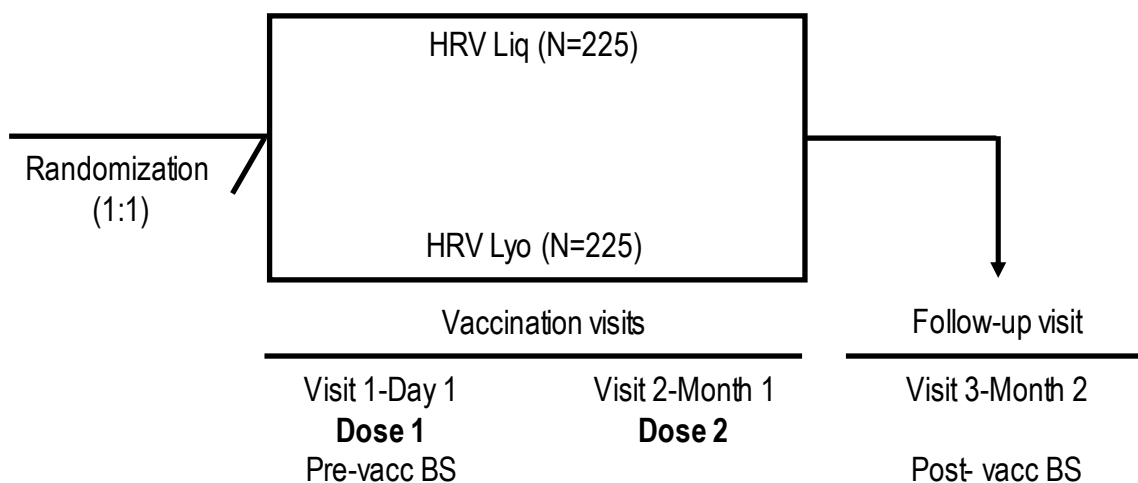 HRV Liq (N=225)
Randomization
(1:1)
HRV Lyo (N=225)
Vaccination visits
Follow-up visit
Visit 1-Day 1
Visit 2-Month 1
Visit 3-Month 2
Dose 1
Dose 2
Pre-vacc BS
Post- vacc BS